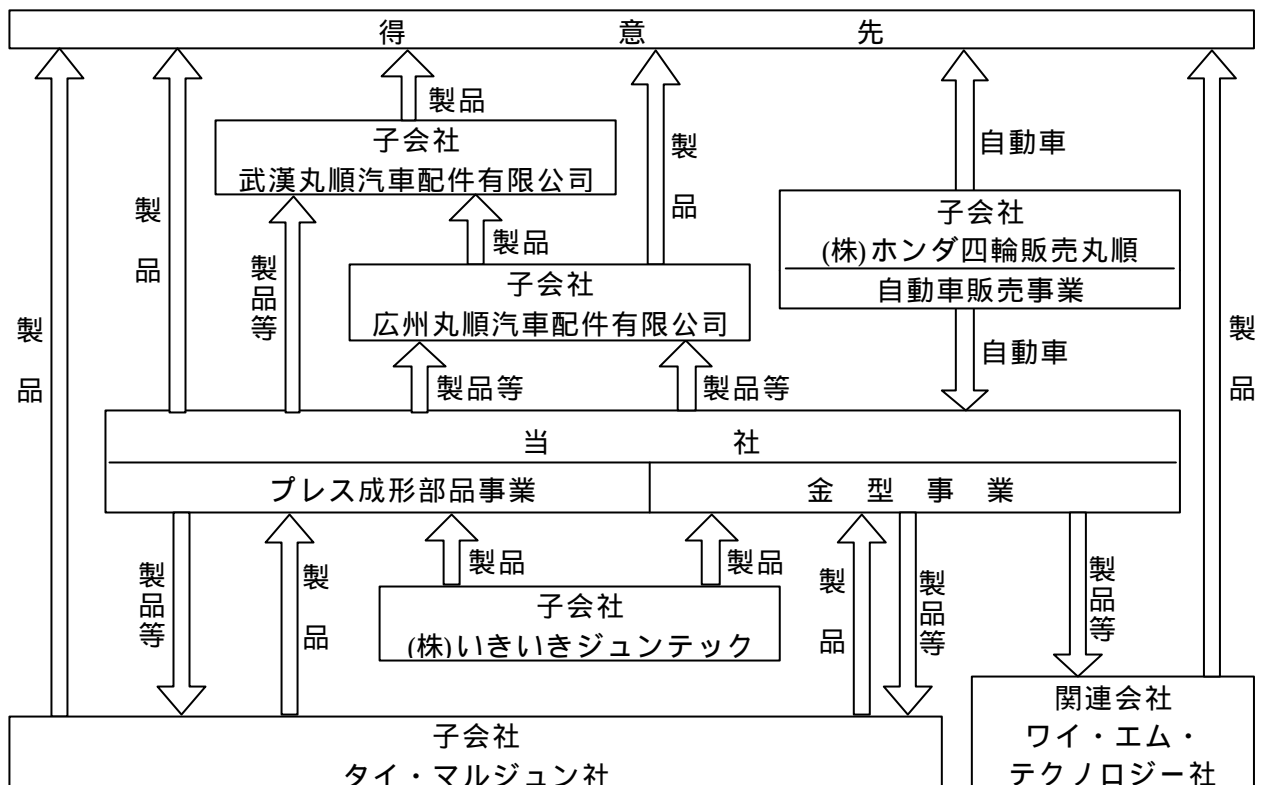 得意先
製品
子会社
武漢丸順汽車配件有限公司
製品
製品
自動車
子会社
(株)ホンダ四輪販売丸順
自動車販売事業
製品
製品等
製品
子会社
広州丸順汽車配件有限公司
製品
製品
自動車
製品等
製品等
当社
プレス成形部品事業
金型事業
製品等
製品
製品
製品
製品
製品等
製品等
子会社
(株)いきいきジュンテック
子会社
タイ・マルジュン社
関連会社
ワイ・エム・
テクノロジー社